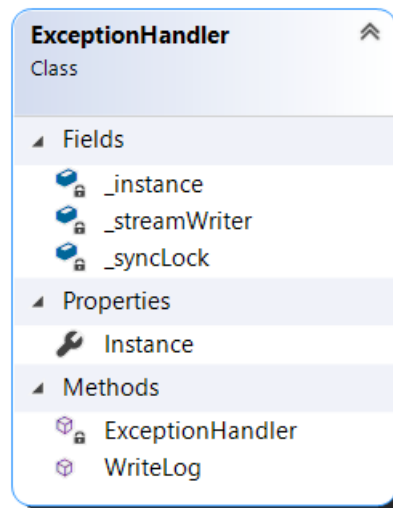 ExceptionHandler
Class
Fields
_instance
_streamWriter
_syncLock
Properties
Instance
Methods
ExceptionHandler
WriteLog